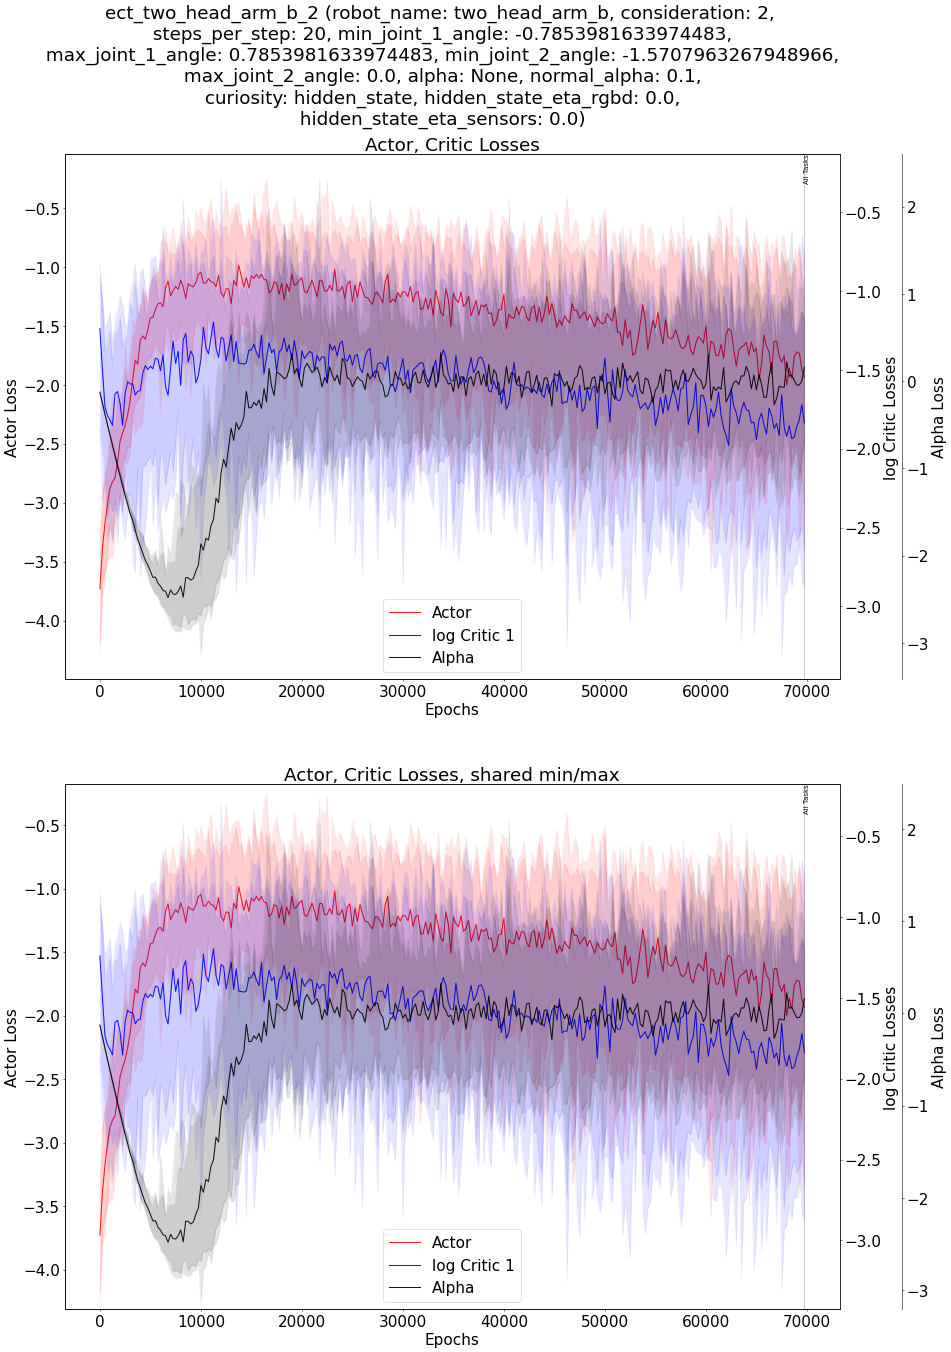 ect_two_head_arm_b_2 (robot_name: two_head_arm_b, consideration: 2,
steps_per_step: 20, min_joint_1_angle: -0.7853981633974483,
max_joint_1_angle: 0.7853981633974483, min_joint_2_angle: -1.5707963267948966,
max_joint_2_angle: 0.0, alpha: None, normal_alpha: 0.1,
curiosity: hidden_state, hidden_state_eta_rgbd: 0.0,
hidden_state_eta_sensors: 0.0)
Actor, Critic Losses
All Tasks
−0.5
−1.0
−1.5
−2.0
−2.5
−3.0
−3.5
−4.0
Actor Loss
−0.5
−1.0
−1.5
−2.0
−2.5
−3.0
log Critic Losses
2
1
0
−1
−2
−3
Alpha Loss
Actor
log Critic 1
Alpha
0 10000 20000 30000 40000 50000 60000 70000
Epochs
Actor, Critic Losses, shared min/max
All Tasks
−0.5
−1.0
−1.5
−2.0
−2.5
−3.0
−3.5
−4.0
Actor Loss
−0.5
−1.0
−1.5
−2.0
−2.5
−3.0
log Critic Losses
2
1
0
−1
−2
−3
Alpha Loss
Actor
log Critic 1
Alpha
0 10000 20000 30000 40000 50000 60000 70000
Epochs